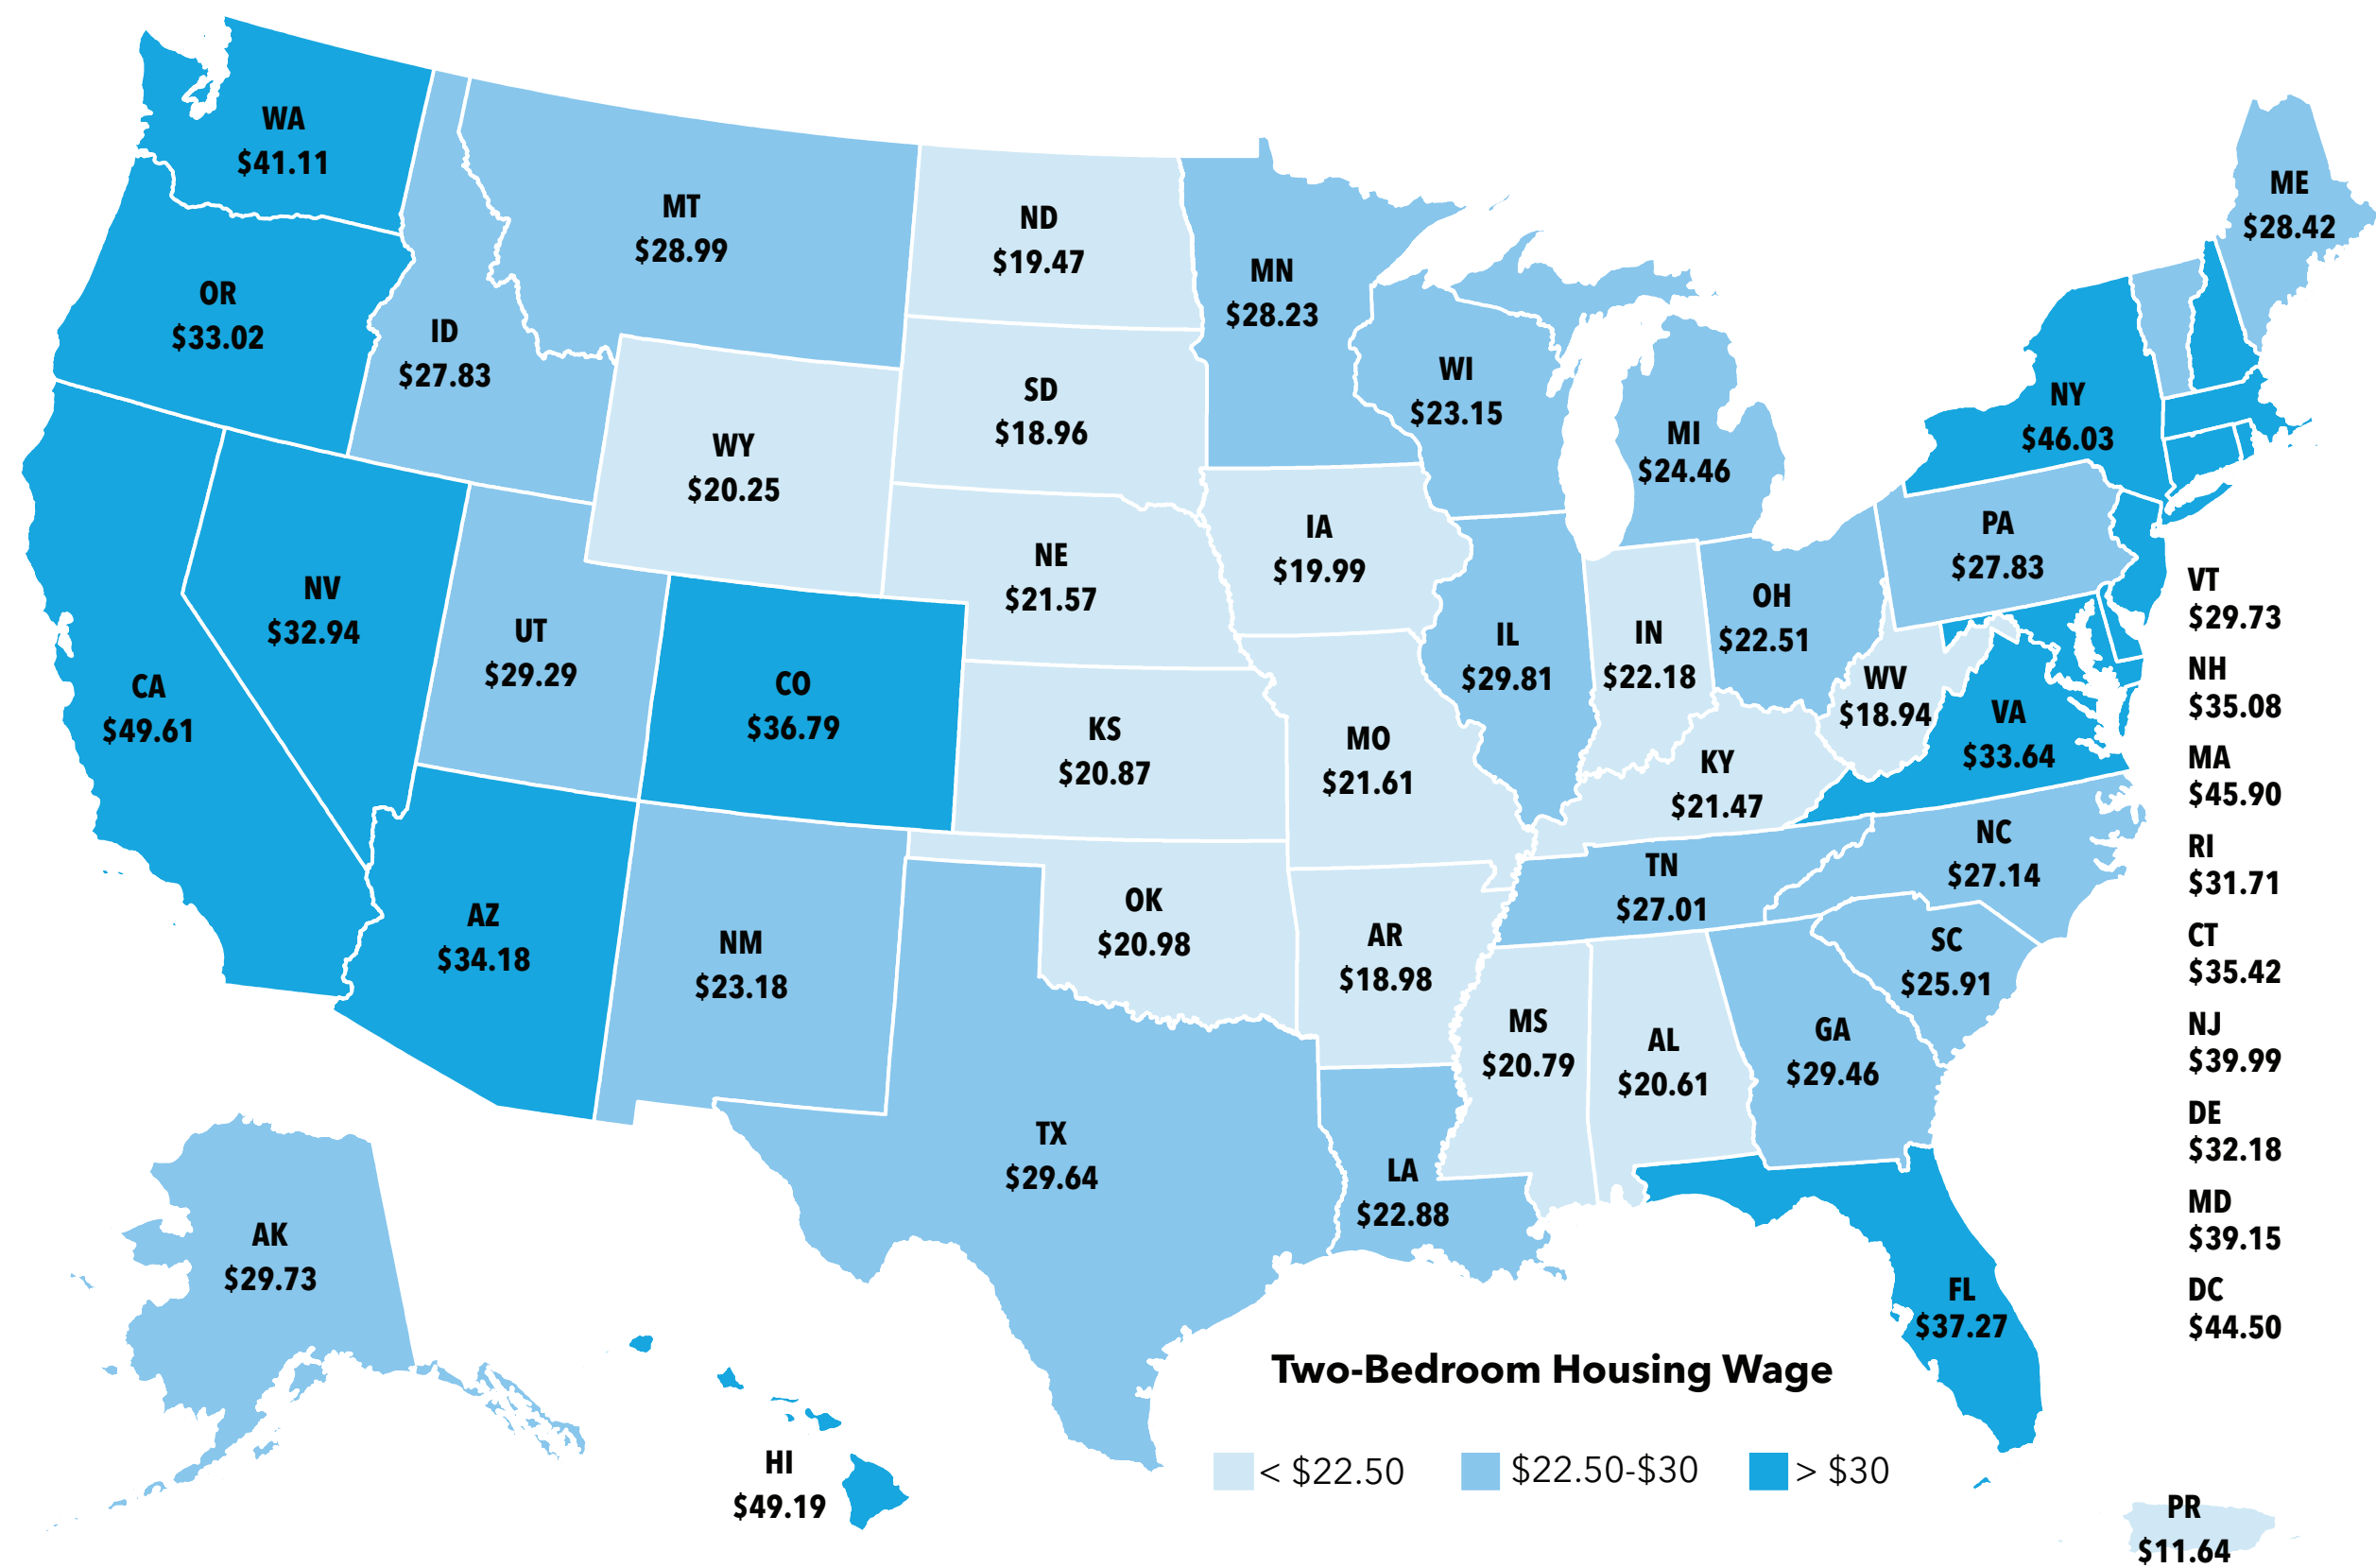 WA
$41.11
OR
$33.02
CA
$49.61
NV
$32.94
ID
$27.83
MT
$28.99
WY
$20.25
UT
$29.29
CO
$36.79
AZ
$34.18
NM
$23.18
ND
$19.47
SD
$18.96
NE
$21.57
KS
$20.87
OK
$20.98
TX
$29.64
MN
$28.23
IA
$19.99
MO
$21.61
AR
$18.98
LA
$22.88
WI
$23.15
IL
$29.81
MI
$24.46
IN
$22.18
OH
$22.51
KY
$21.47
TN
$27.01
MS
$20.79
AL
$20.61
GA
$29.46
FL
$37.27
SC
$25.91
NC
$27.14
VA
$33.64
WV
$18.94
PA
$27.83
NY
$46.03
ME
$28.42
VT
$29.73
NH
$35.08
MA
$45.90
RI
$31.71
CT
$35.42
NJ
$39.99
DE
$32.18
MD
$39.15
DC
$44.50
AK
$29.73
HI
$49.19
PR
$11.64
Two-Bedroom Housing Wage
< $22.50
$22.50-$30
> $30